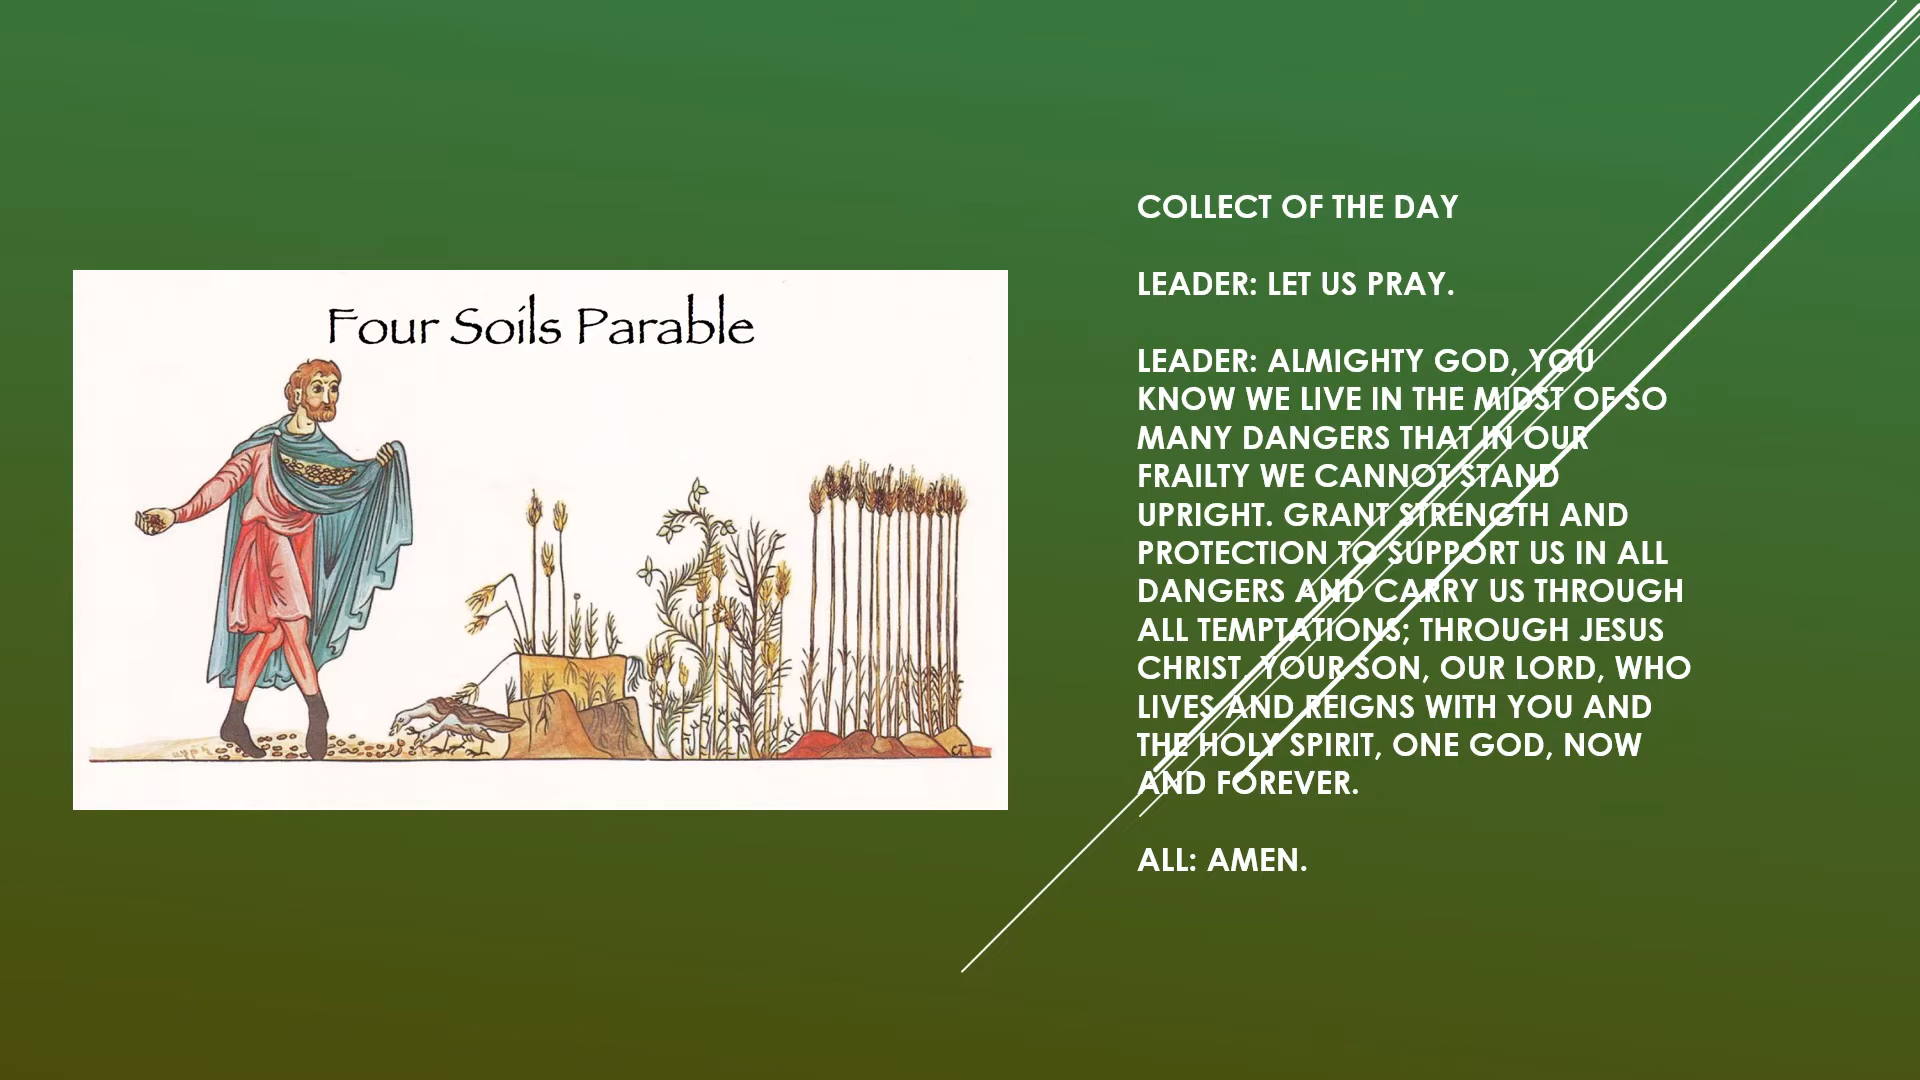 Four Soils Parable
COLLECT OF THE DAY
LEADER: LET US PRAY.
LEADER: ALMIGHTY GOD, YOU
KNOW WE LIVE IN THE MIDST OF SO
MANY DANGERS THAT IN OUR
FRAILTY WE CANNOT STAND
UPRIGHT. GRANT STRENGTH AND
PROTECTION TO SUPPORT US IN ALL
DANGERS AND CARRY US THROUGH
ALL TEMPTATIONS; THROUGH JESUS
CHRIST, YOUR SON, OUR LORD, WHO
LIVES AND REIGNS WITH YOU AND
THE HOLY SPIRIT, ONE GOD, NOW
AND FOREVER.
ALL: AMEN.